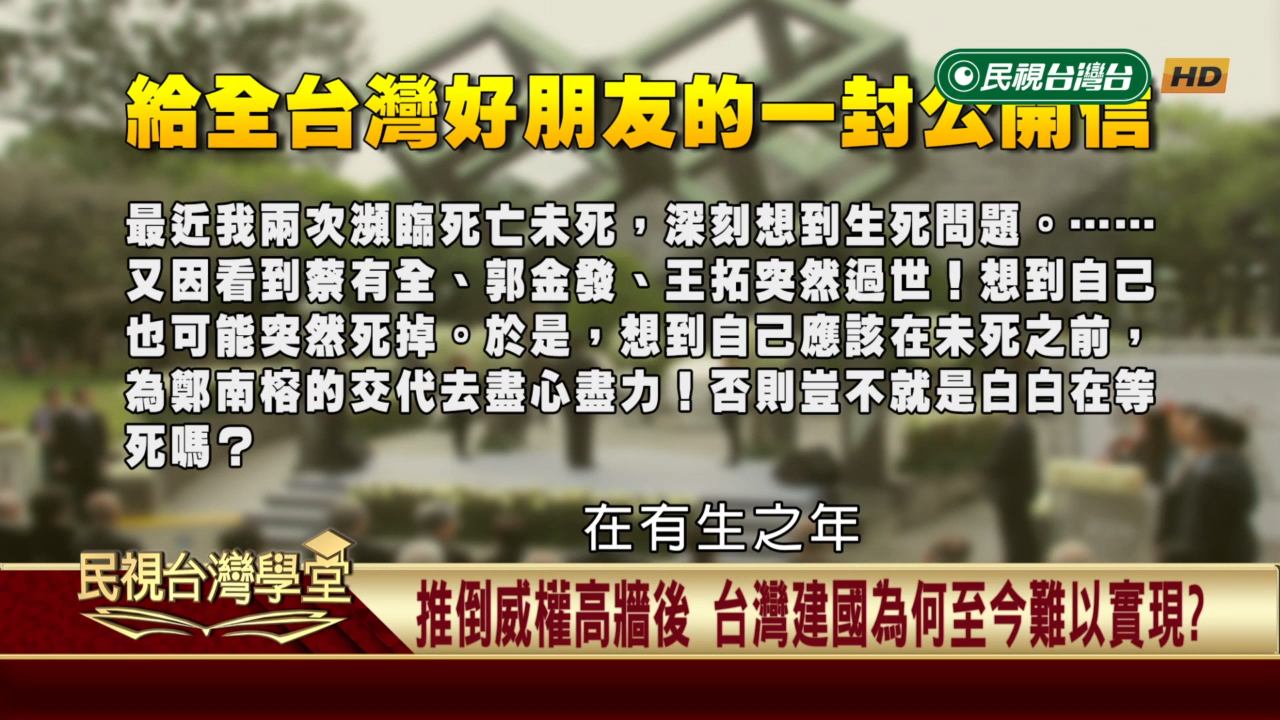 民視台灣台 HD
給全台灣好朋友的一封公開信
最近我兩次瀕臨死亡未死，深刻想到生死問題。……
又因看到蔡有全、郭金發、王拓突然過世！想到自己
也可能突然死掉。於是，想到自己應該在未死之前，
為鄭南榕的交代去盡心盡力！否則豈不就是白白在等
死嗎？
在有生之年
民視台灣學堂
推倒威權高牆後 台灣建國為何至今難以實現?